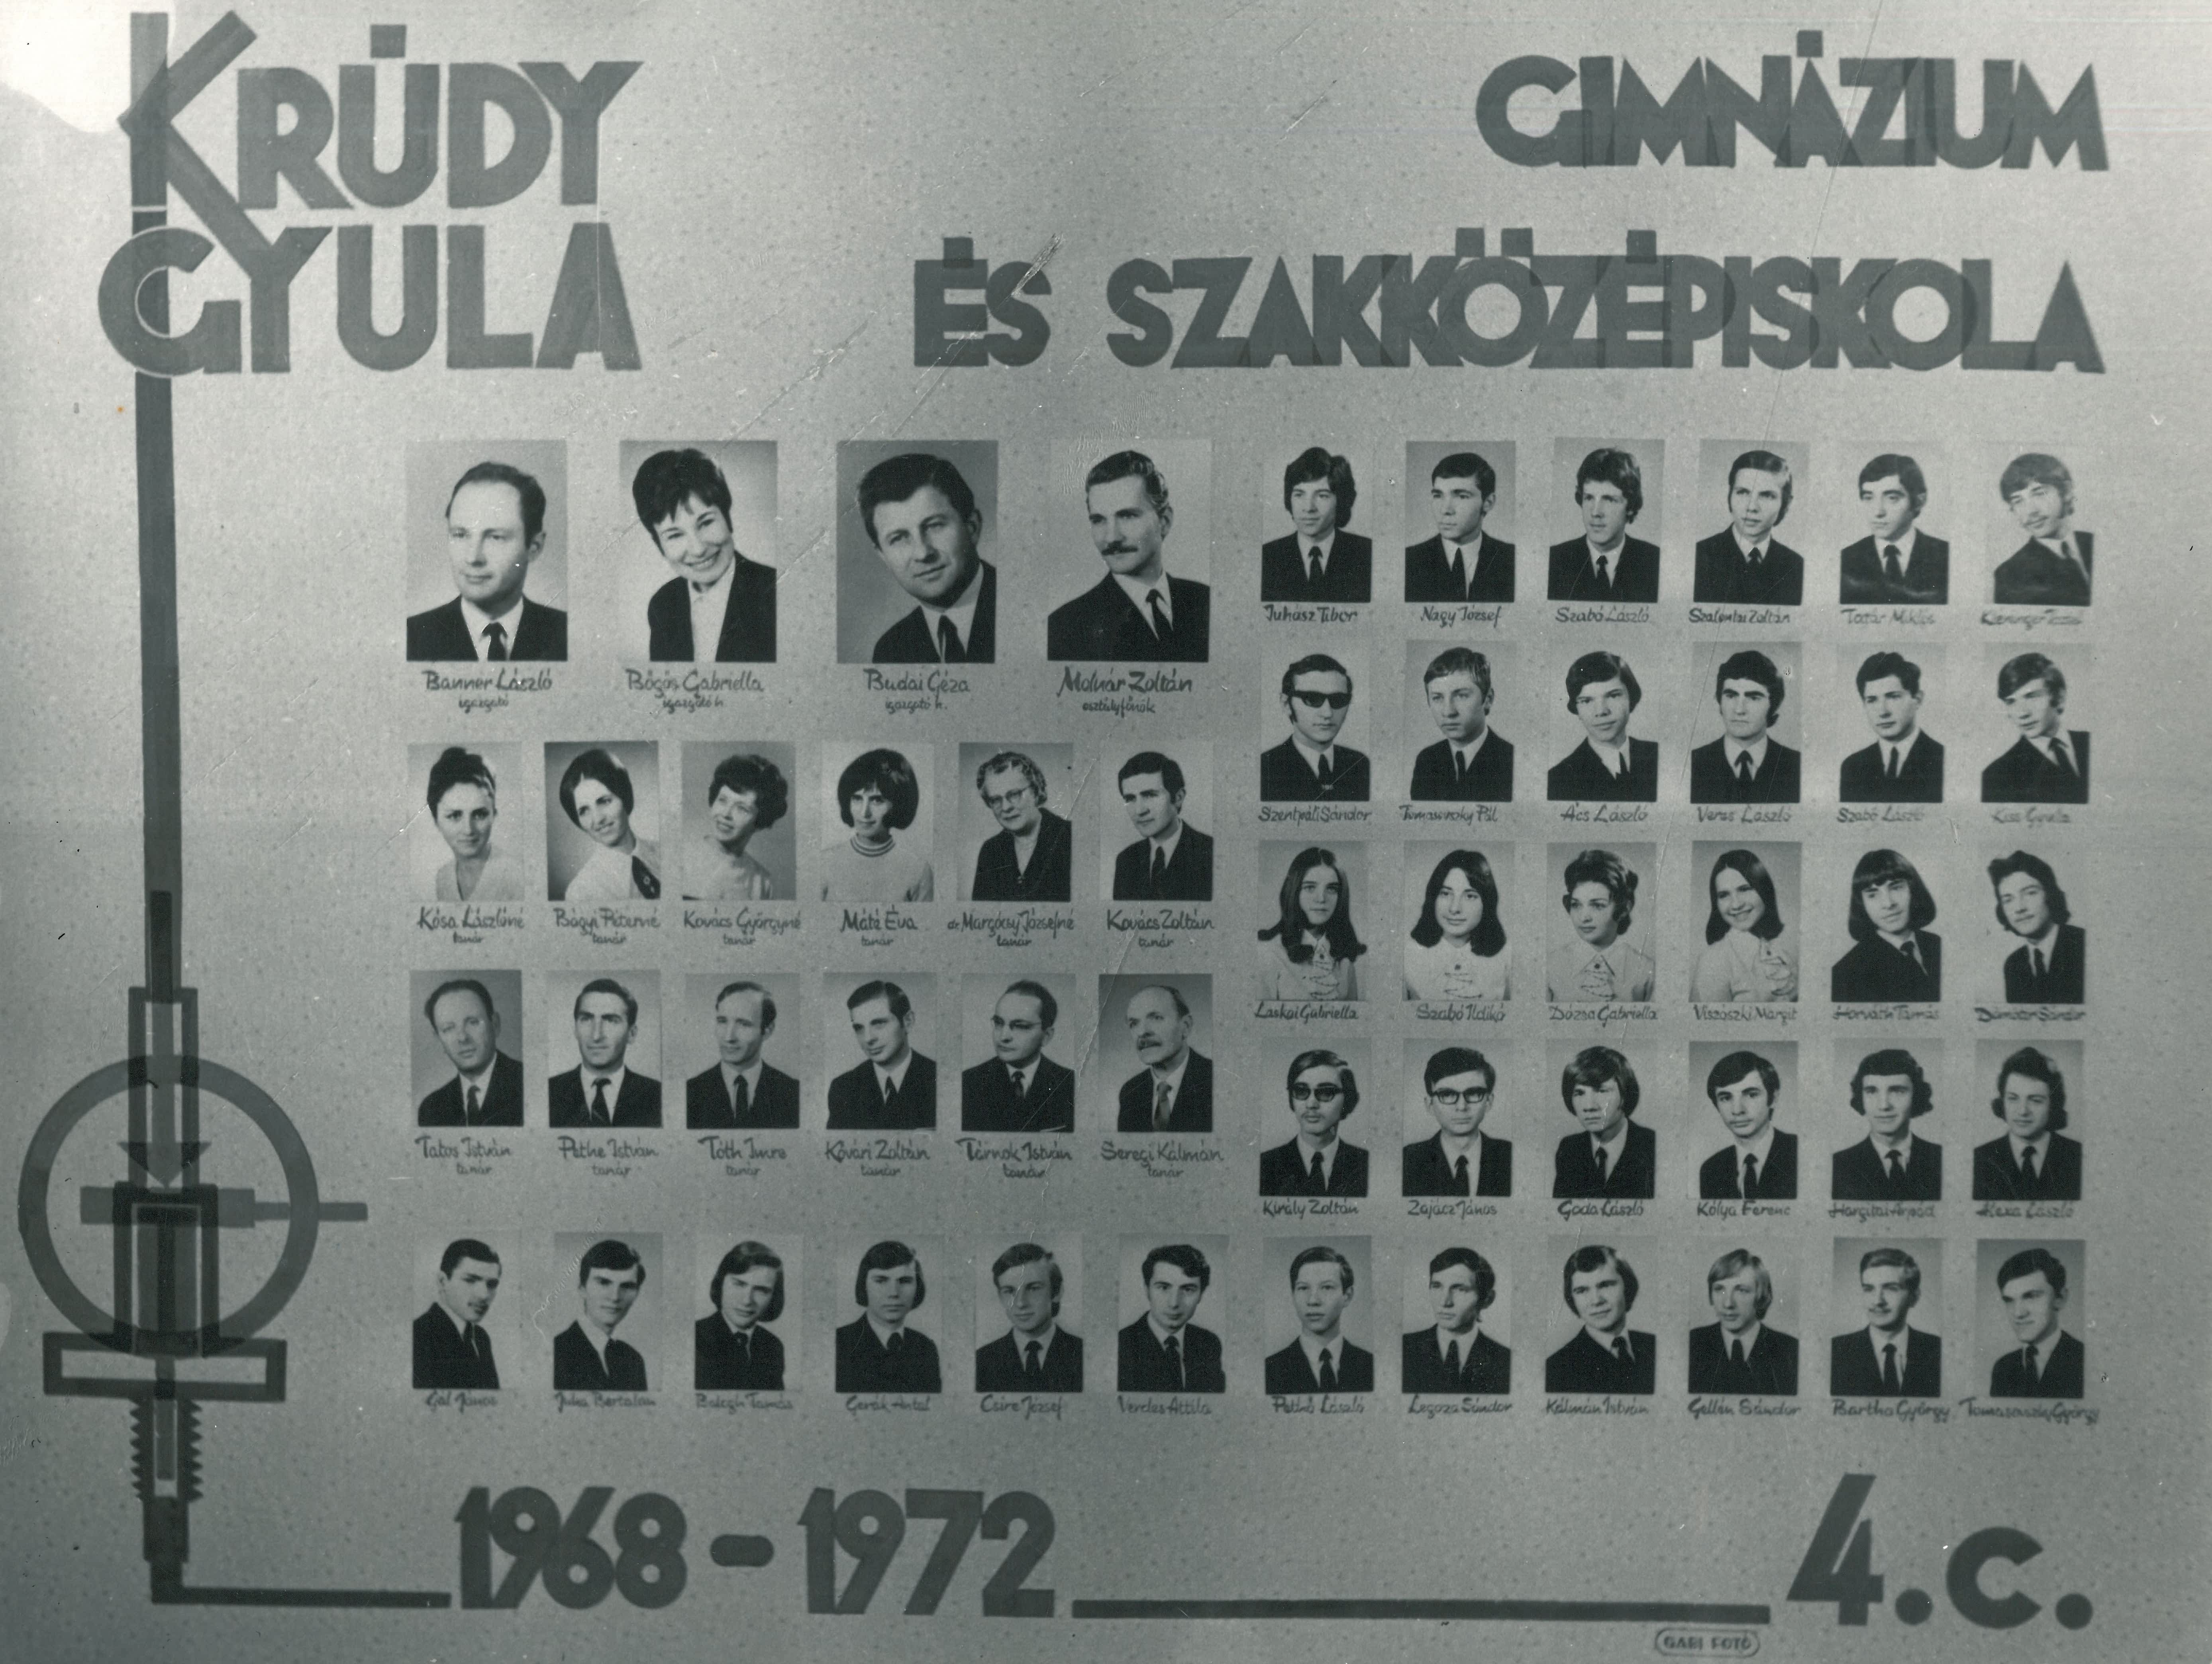 KRÚDY
GYULA
GIMNÁZIUM
ÉS SZAKKÖZÉPISKOLA
Banner László
igazgató
Bögös Gabriella
igazgató h.
Budai Géza
igazgató h.
Molnár Zoltán
osztályfőnök
Kósa Lászlóné
tanár
Bágyi Péterné
tanár
Kovács Györgyné
tanár
Máté Éva
tanár
dr Margócsy Józsefné
tanár
Kovács Zoltán
tanár
Tatos István
tanár
Pethe István
tanár
Tóth Imre
tanár
Kővári Zoltán
tanár
Tárnok István
tanár
Seregi Kálmán
tanár
Juhász Tibor
Nagy József
Szabó László
Szalontai Zoltán
Tatár Miklós
Szentpáli Sándor
Tomasovszky Pál
Ács László
Veres László
Szabó László
Kiss Gyula
Laskai Gabriella
Szabó Ildikó
Dózsa Gabriella
Viszoczki Margit
Horváth Tamás
Dómötör Sándor
Király Zoltán
Zajácz János
Goda László
Kólya Ferenc
Hargitai Árpád
Alexa László
Gál János
Juha Bertalan
Balogh Tamás
Gerák Antal
Csire József
Verdes Attila
Pethő László
Legoza Sándor
Kálmán István
Gellén Sándor
Bartha György
Tomasovszky György
1968-1972
4.c.
GABI FOTÓ